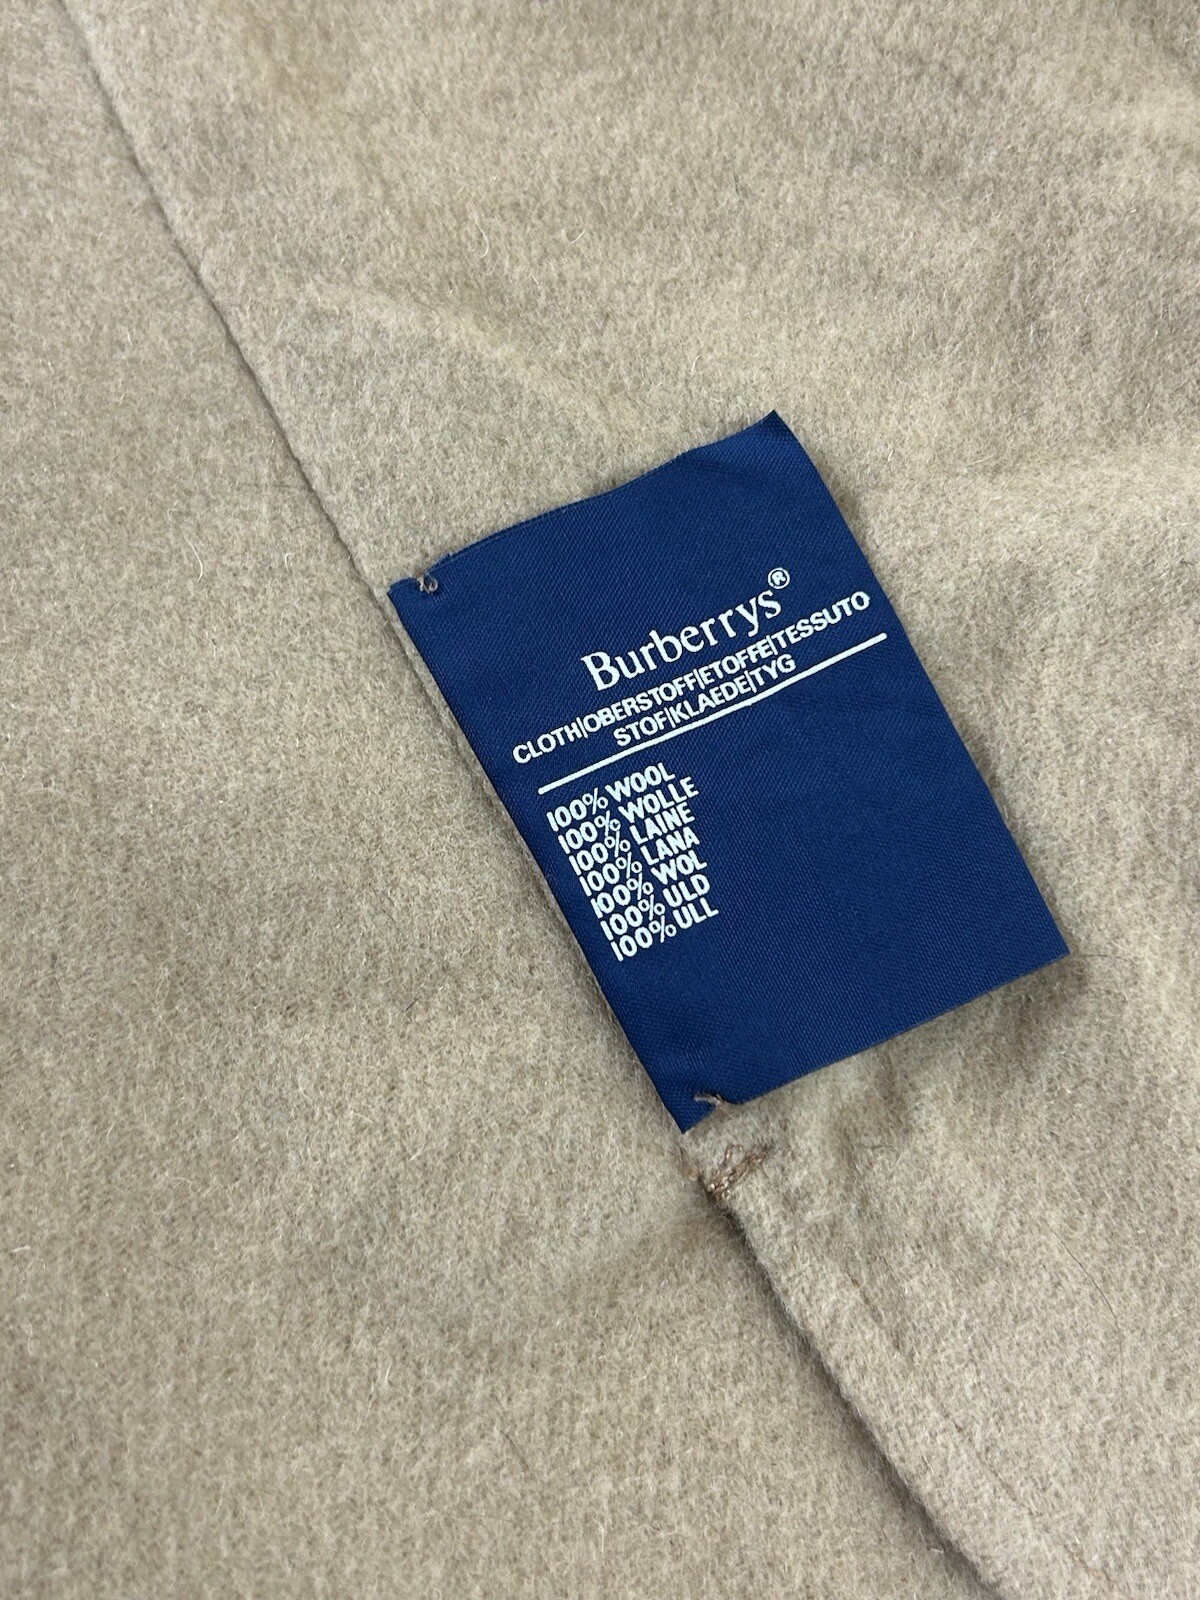 Burberrys®
CLOTH|OBERSTOFF|ETOFFE|TESSUTO
STOF|KLAEDE|TYG
100% WOOL
100% WOLLE
100% LAINE
100% LANA
100% WOL
100% ULD
100% ULL